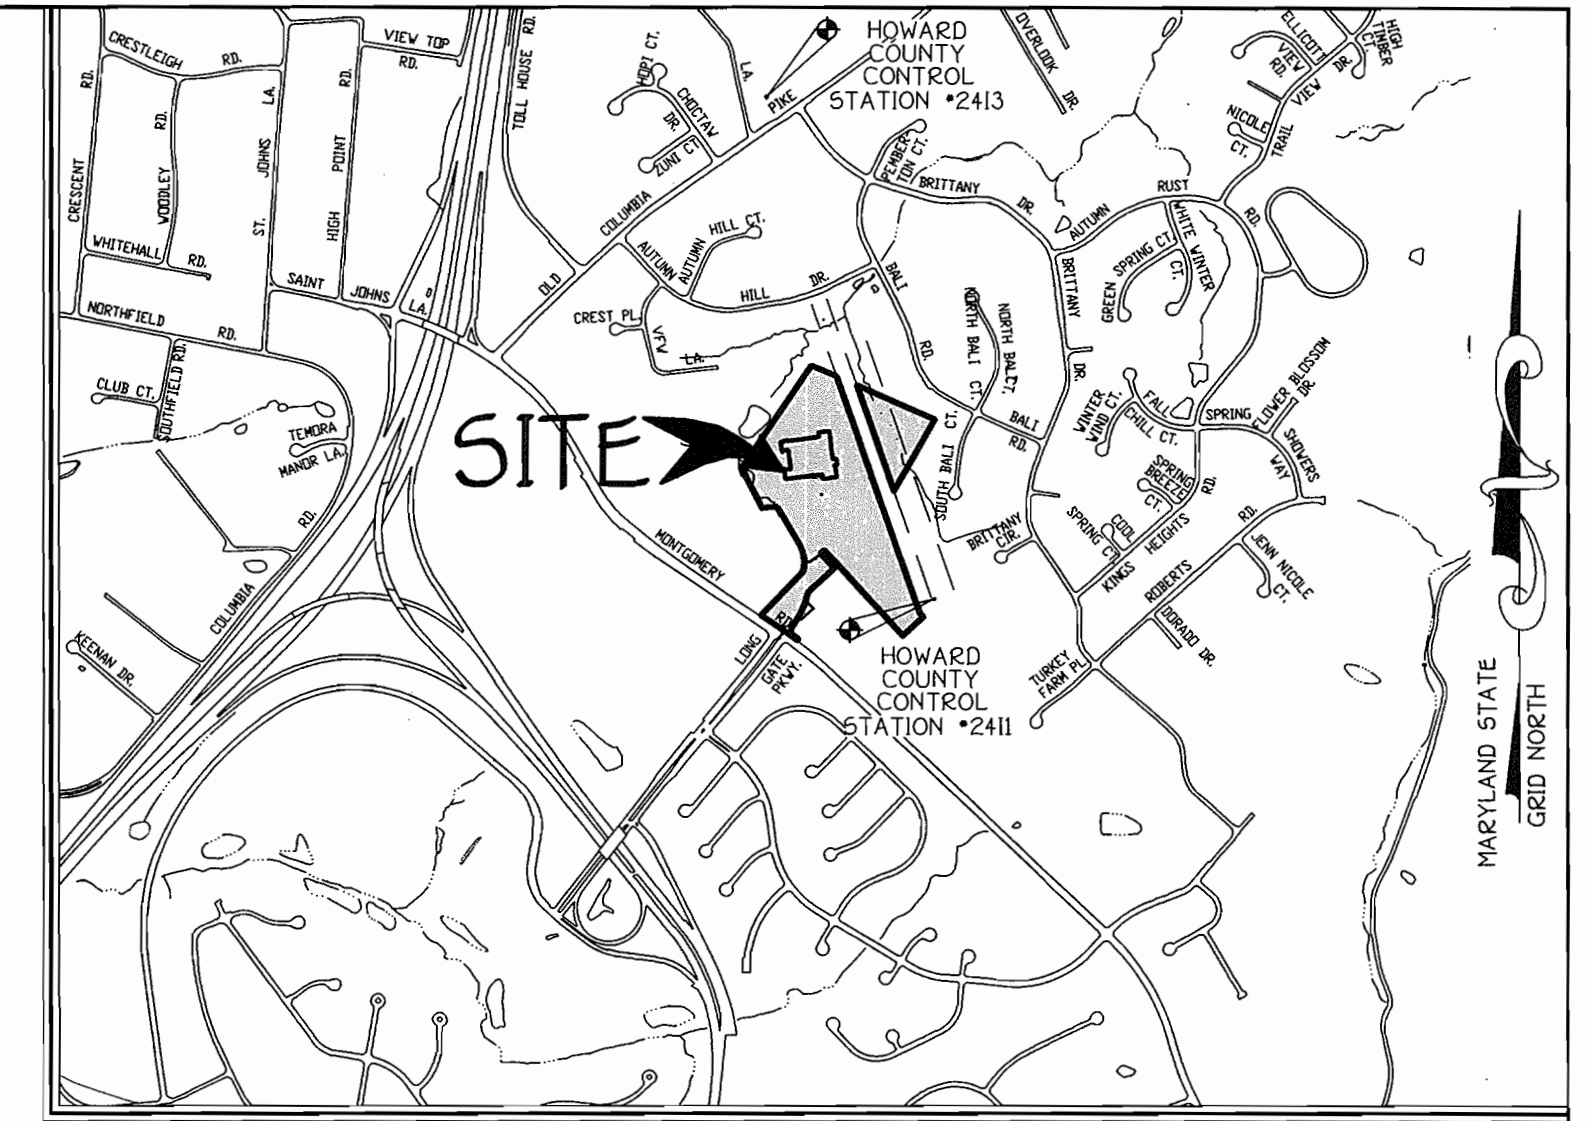 HOWARD
COUNTY
CONTROL
STATION *2413
CRESTLEIGH
RD.
VIEW TOP
RD.
TOLL HOUSE RD.
HOPI CT.
LA.
PIKE
OVERLOOK
DR.
ELLICOTT
VIEW
RD.
VIEW
DR.
HIGH
TIMBER
CT.
CRESCENT
RD.
WOODLEY
RD.
ST.
JOHNS
LA.
HIGH
POINT
RD.
CHOCTAW
DR.
ZUNI CT
NICOLE
CT.
TRAIL
PEMBER
TON CT.
BRITTANY
DR.
AUTUMN
RUST
RD.
WHITEHALL
RD.
COLUMBIA
OLD
AUTUMN
HILL
DR.
AUTUMN
HILL CT.
BALI
RD.
GREEN
SPRING CT.
WHITE WINTER
CT.
BRITTANY
DR.
SAINT
JOHNS
LA.
NORTHFIELD
RD.
CREST PL.
VFW
LA.
NORTH BALI
CT.
NORTH BALI
CT.
CLUB CT.
SOUTHFIELD RD.
TEMORA
MANOR LA.
SITE
BALI
RD.
SOUTH BALI
CT.
WINTER
WIND CT.
FALL
CHILL CT.
SPRING
FLOWER BLOSSOM
DR.
SHOWERS
WAY
SPRING
BREEZE
CT.
RD.
COOL
SPRING CT
KINGS
HEIGHTS
ROBERTS
RD.
JENN NICOLE
CT.
DORADO DR.
BRITTANY
CIR.
COLUMBIA
RD.
MONTGOMERY
RD.
KEENAN DR.
LONG
GATE
PKWY.
HOWARD
COUNTY
CONTROL
STATION *2411
TURKEY
FARM PL
MARYLAND STATE
GRID NORTH